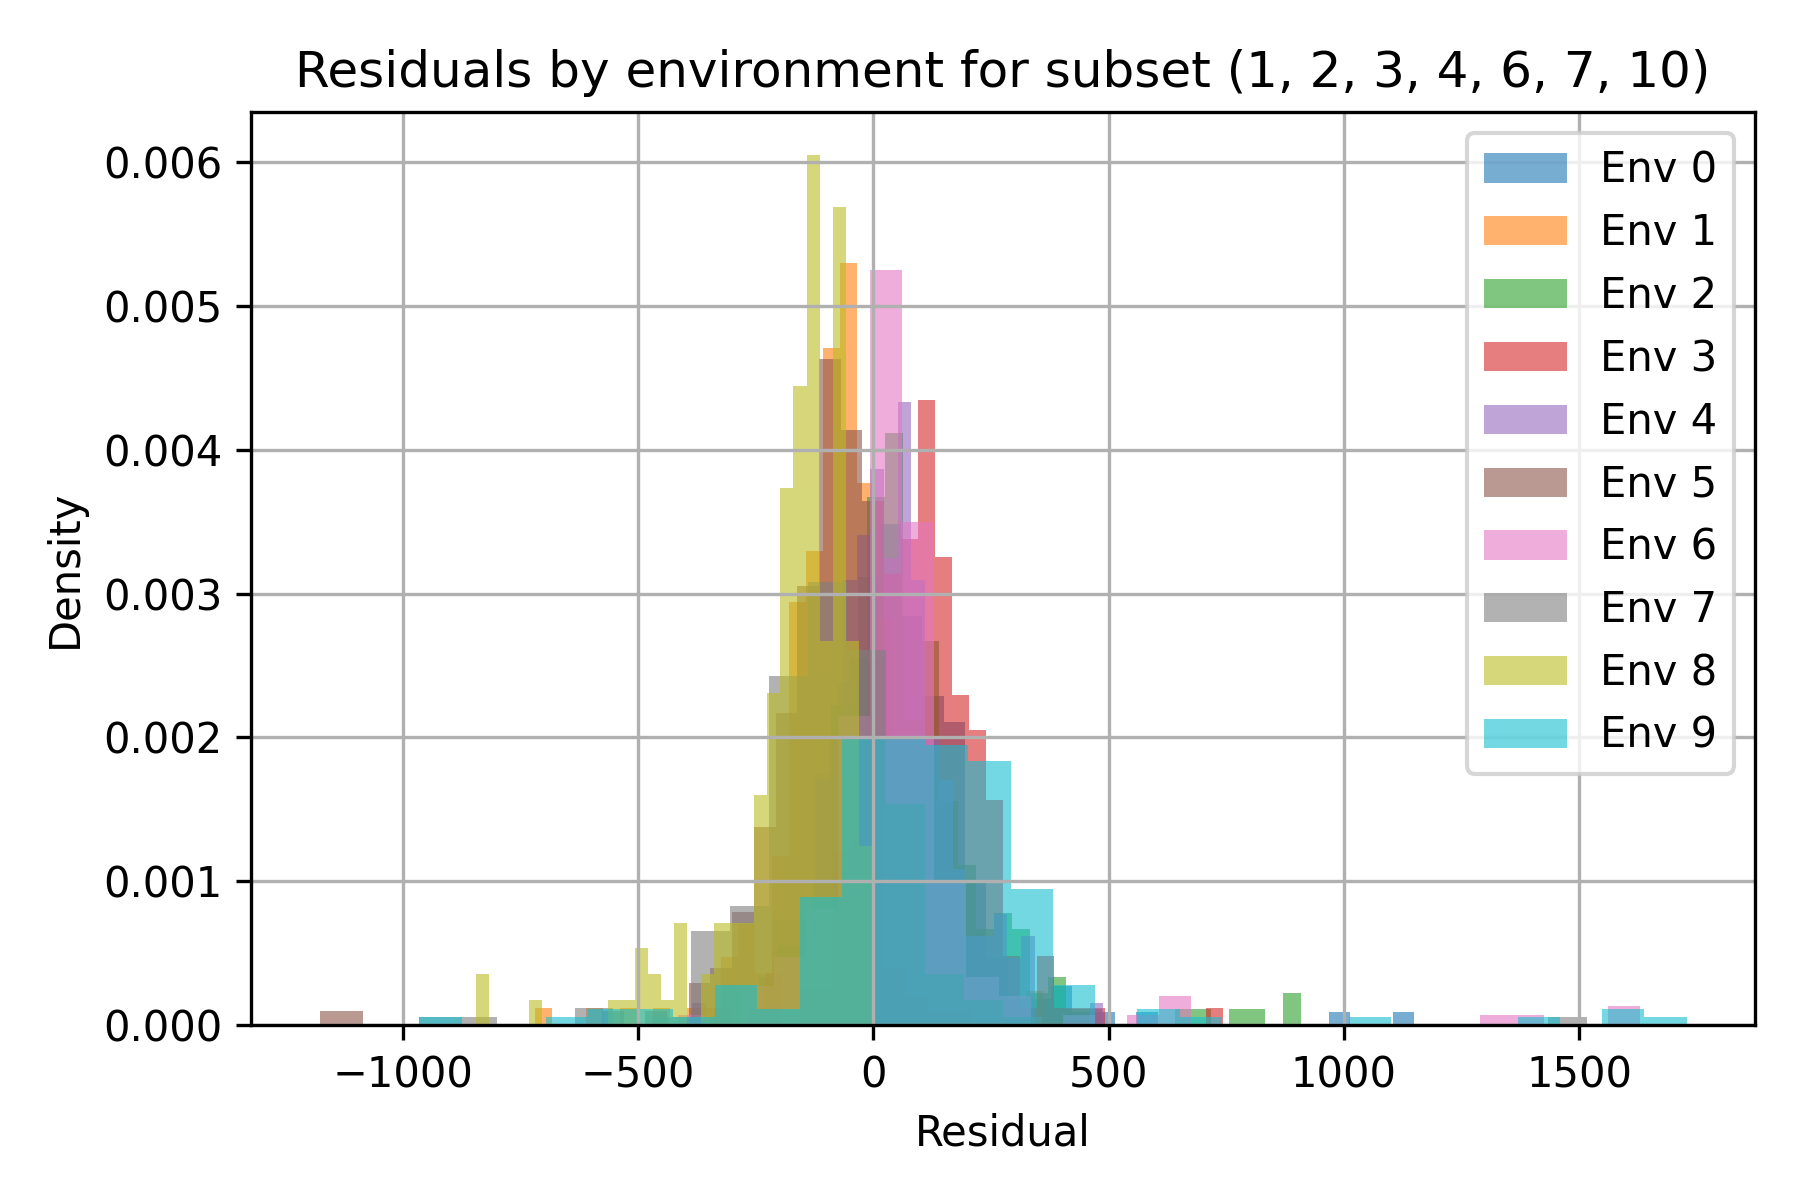 Residuals by environment for subset (1, 2, 3, 4, 6, 7, 10)
0.006
0.005
0.004
0.003
0.002
0.001
0.000
Density
−1000
−500
0
500
1000
1500
Residual
Env 0
Env 1
Env 2
Env 3
Env 4
Env 5
Env 6
Env 7
Env 8
Env 9